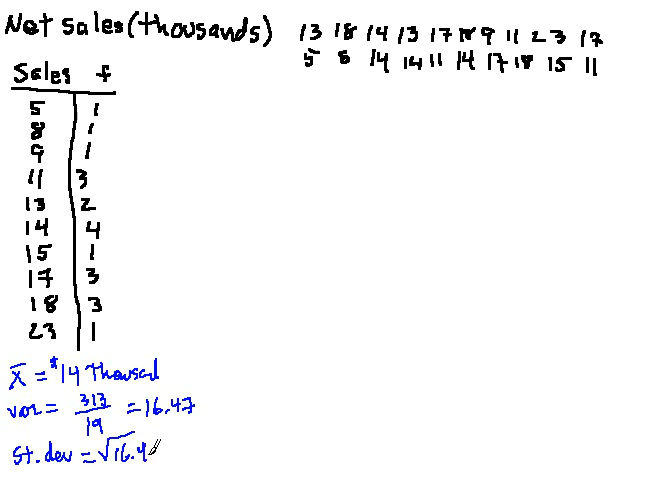 Net sales (thousands) 13 18 14 13 17 18 9 11 23 17
5 8 14 14 11 14 17 18 15 11
Sales f
5 1
8 1
9 1
11 3
13 2
14 4
15 1
17 3
18 3
23 1
x̄ = $14 thousand
var = 313/19 = 16.47
St. dev = √16.4